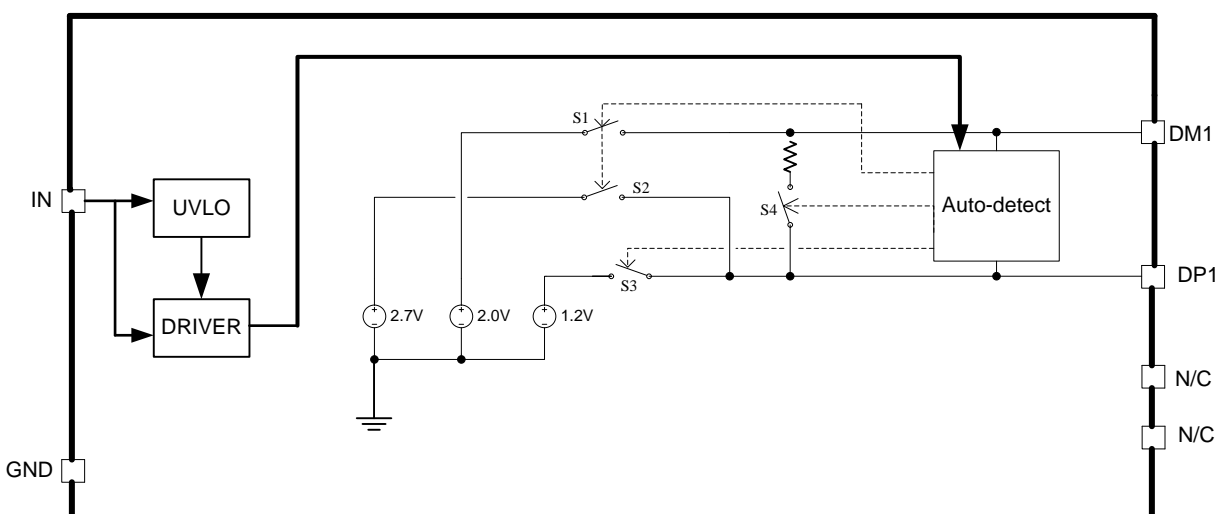 S1
DM1
IN
UVLO
S2
S4
Auto-detect
DP1
S3
DRIVER
+
−
2.7V
+
−
2.0V
+
−
1.2V
N/C
N/C
GND